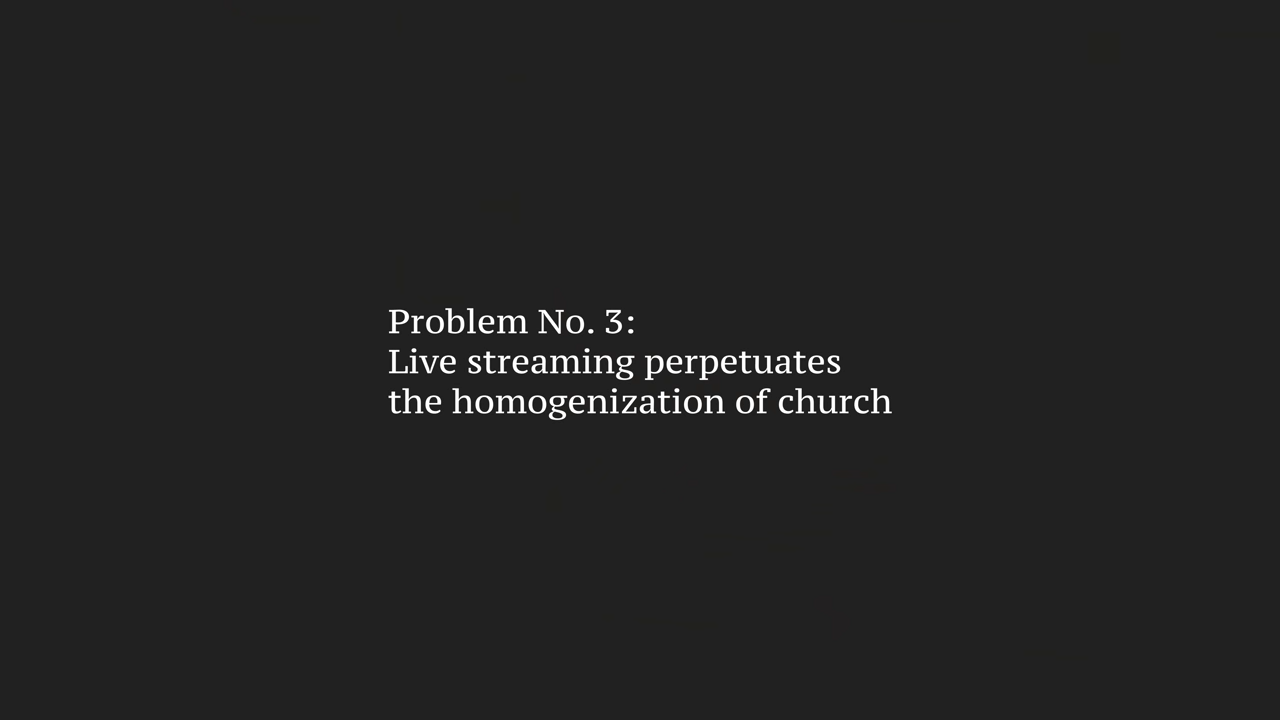 Problem No. 3:
Live streaming perpetuates
the homogenization of church